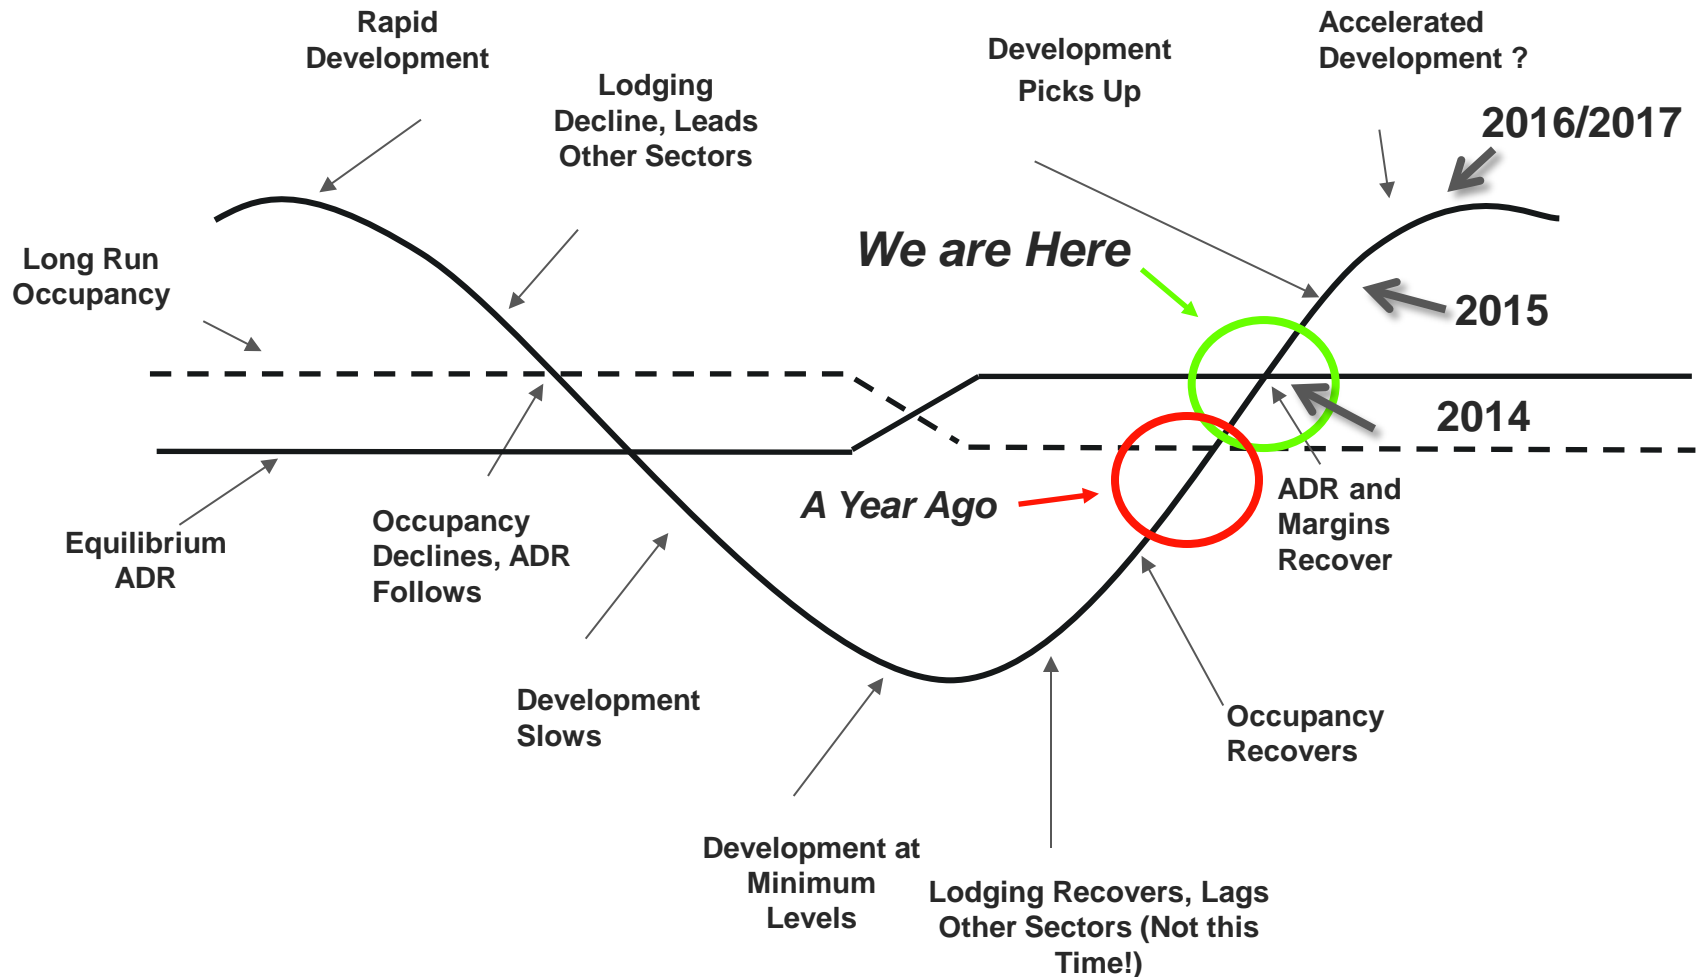 Rapid
Development
Lodging
Decline, Leads
Other Sectors
Development
Picks Up
Accelerated
Development ?
2016/2017
We are Here
Long Run
Occupancy
2015
2014
A Year Ago
ADR and
Margins
Recover
Equilibrium
ADR
Occupancy
Declines, ADR
Follows
Development
Slows
Occupancy
Recovers
Development at
Minimum
Levels
Lodging Recovers, Lags
Other Sectors (Not this
Time!)